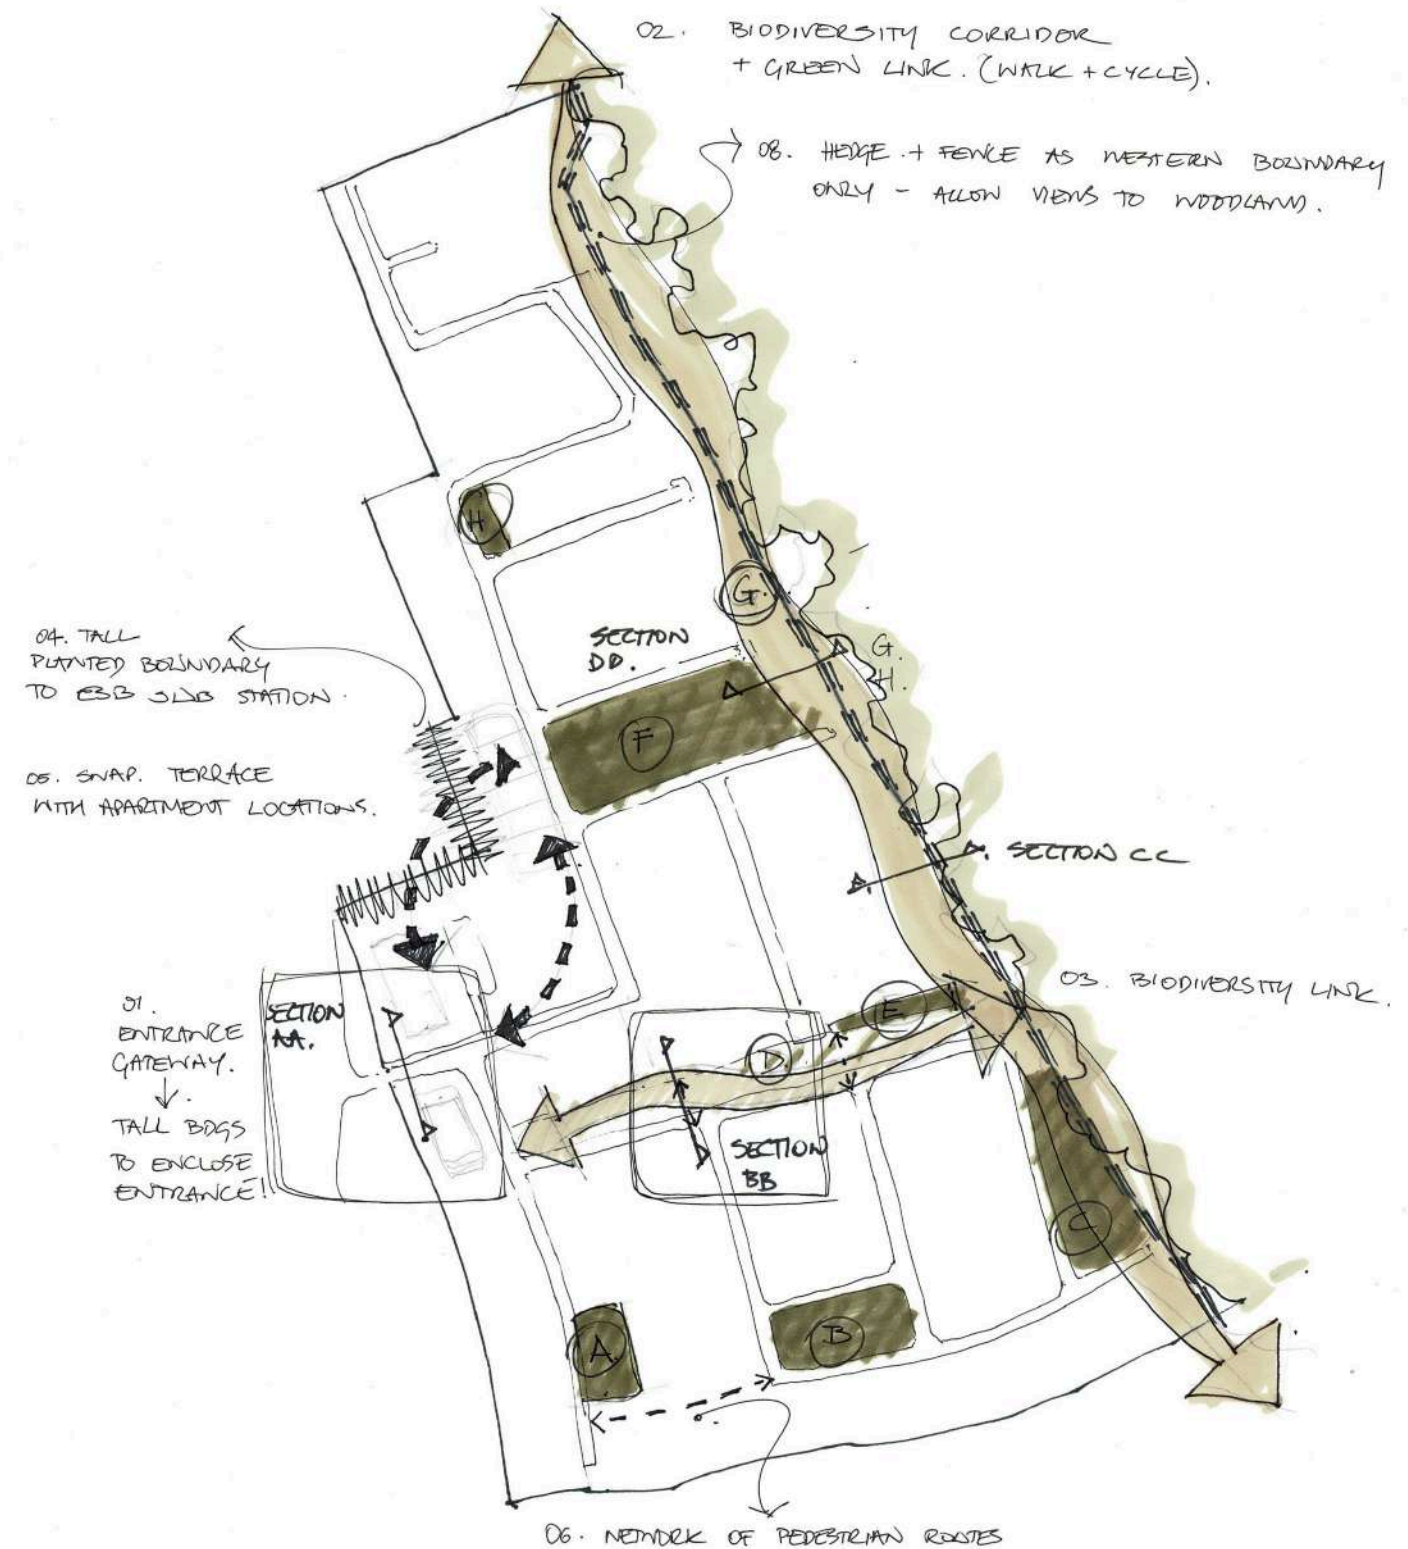 02. BIODIVERSITY CORRIDOR
+ GREEN LINK. (WALK + CYCLE).
08. HEDGE + FENCE AS WESTERN BOUNDARY
ONLY - ALLOW VIEWS TO WOODLAND.
H
G.
04. TALL
PLANTED BOUNDARY
TO ESB SUB STATION.
SECTION
DD.
G.
H.
F
05. SWAP. TERRACE
WITH APARTMENT LOCATIONS.
SECTION CC
03. BIODIVERSITY LINK.
E
D.
01.
ENTRANCE
GATEWAY.
TALL BDGS
TO ENCLOSE
ENTRANCE!
SECTION
AA.
SECTION
BB
C
A.
B
06. NETWORK OF PEDESTRIAN ROUTES